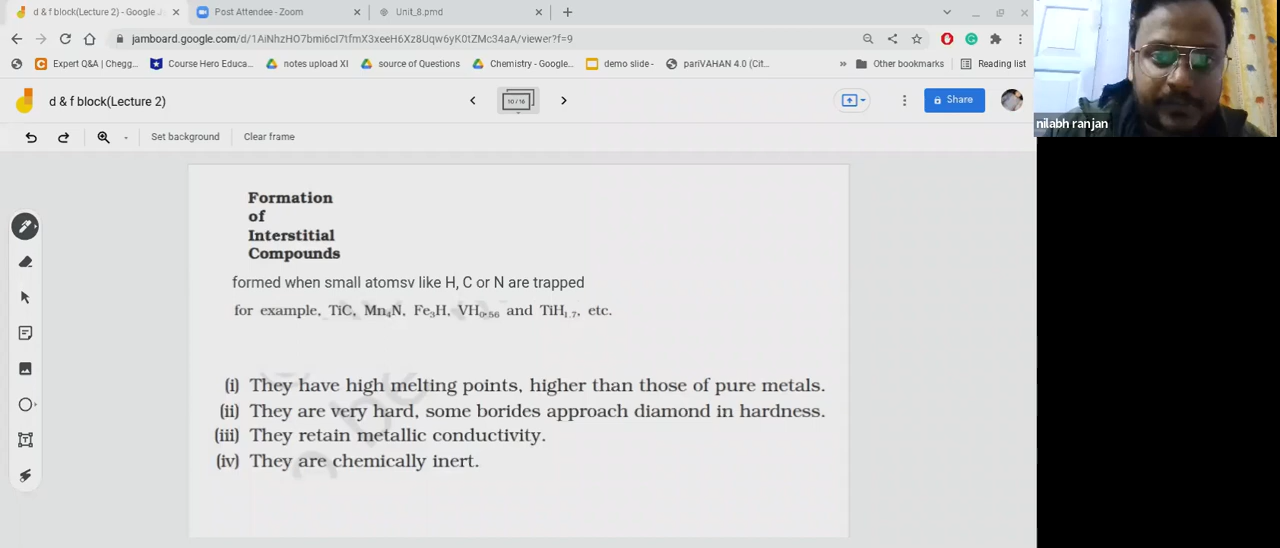 d & f block(Lecture 2) - Google J
Post Attendee - Zoom
Unit_8.pmd
jamboard.google.com/d/1AiNhzHO7bmi6cI7tfmX3xeeH6Xz8Uqw6yK0tZMc34aA/viewer?f=9
Expert Q&A | Chegg...
Course Hero Educa...
notes upload XI
source of Questions
Chemistry - Google...
demo slide -
pariVAHAN 4.0 (Cit...
»
Other bookmarks
Reading list
d & f block(Lecture 2)
10 / 16
Share
nilabh ranjan
Set background
Clear frame
Formation
of
Interstitial
Compounds
formed when small atomsv like H, C or N are trapped
for example, TiC, Mn₄N, Fe₃H, VH₀.₅₆ and TiH₁.₇, etc.
(i) They have high melting points, higher than those of pure metals.
(ii) They are very hard, some borides approach diamond in hardness.
(iii) They retain metallic conductivity.
(iv) They are chemically inert.